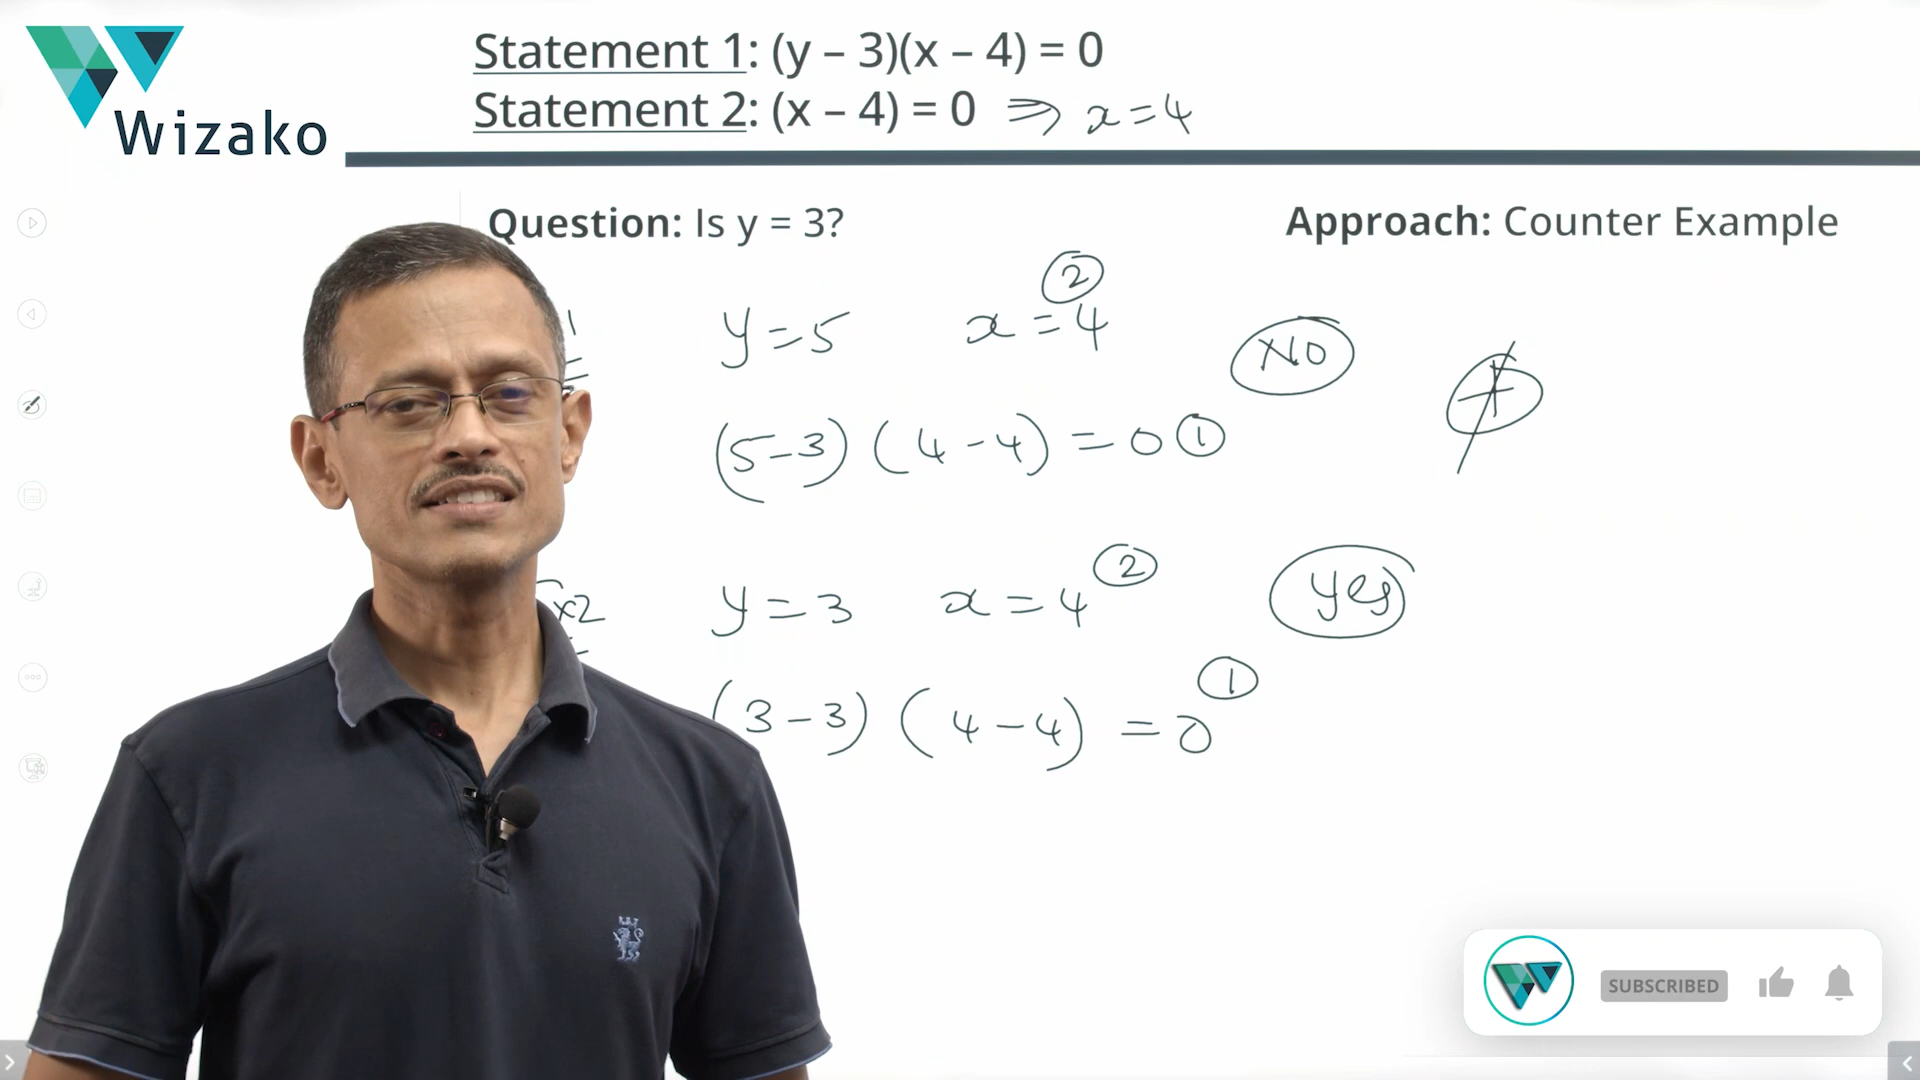 Wizako
Statement 1: (y – 3)(x – 4) = 0
Statement 2: (x – 4) = 0 ⇒ x = 4
Question: Is y = 3?
Approach: Counter Example
1
y = 5 x = 4 ②
NO
(5 – 3) (4 – 4) = 0 ①
x2
y = 3 x = 4 ②
yes
(3 – 3) (4 – 4) = 0 ①
SUBSCRIBED